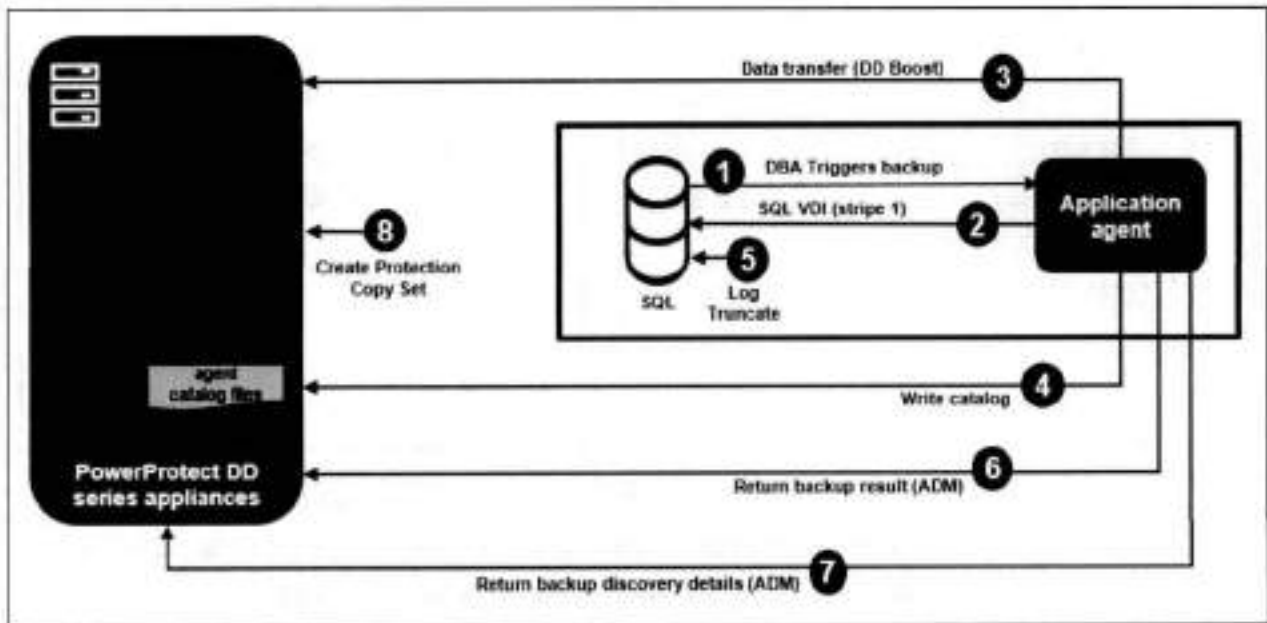 Data transfer (DD Boost)
3
1
DBA Triggers backup
SQL VDI (stripe 1)
2
Application
agent
8
Create Protection
Copy Set
5
SQL
Log
Truncate
agent
catalog files
4
Write catalog
PowerProtect DD
series appliances
6
Return backup result (ADM)
7
Return backup discovery details (ADM)